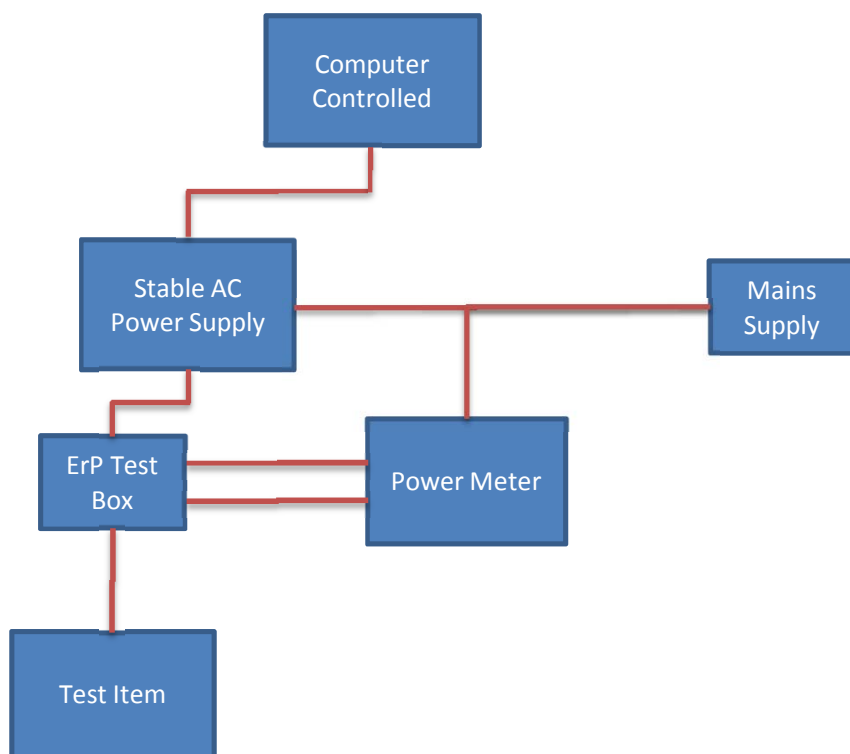 Computer
Controlled
Stable AC
Power Supply
Mains
Supply
ErP Test
Box
Power Meter
Test Item